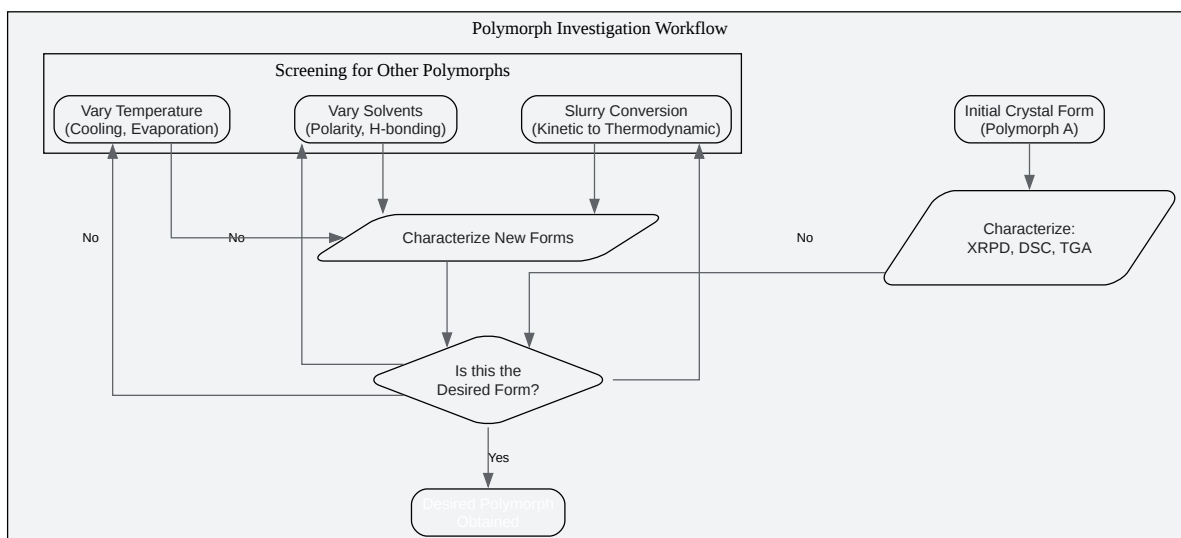 Polymorph Investigation Workflow
Screening for Other Polymorphs
Vary Temperature
(Cooling, Evaporation)
Vary Solvents
(Polarity, H-bonding)
Slurry Conversion
(Kinetic to Thermodynamic)
Initial Crystal Form
(Polymorph A)
Characterize:
XRPD, DSC, TGA
Characterize New Forms
No
No
No
Is this the
Desired Form?
Yes
Desired Polymorph
Obtained